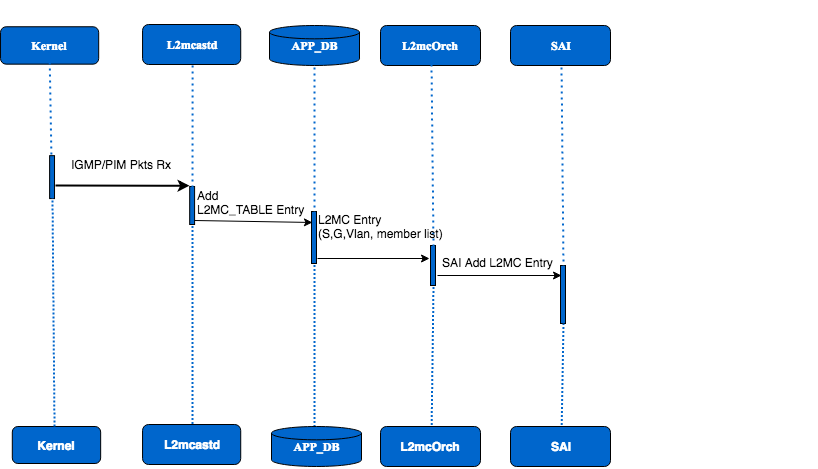 Kernel
L2mcastd
APP_DB
L2mcOrch
SAI
IGMP/PIM Pkts Rx
Add
L2MC_TABLE Entry
L2MC Entry
(S,G,Vlan, member list)
SAI Add L2MC Entry
Kernel
L2mcastd
APP_DB
L2mcOrch
SAI